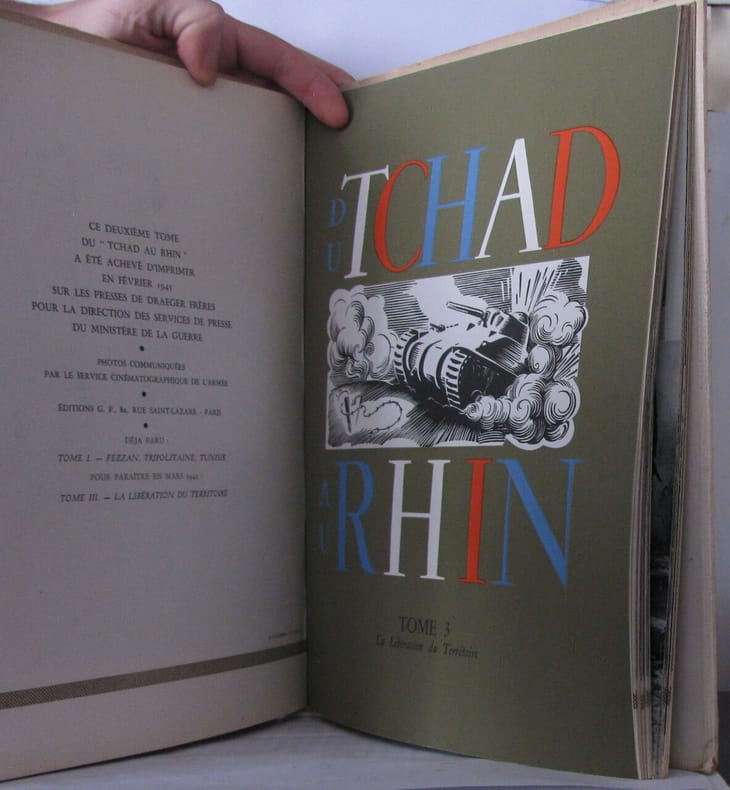 CE DEUXIÈME TOME
DU "TCHAD AU RHIN"
A ÉTÉ ACHEVÉ D'IMPRIMER
EN FÉVRIER 1945
SUR LES PRESSES DE DRAEGER FRÈRES
POUR LA DIRECTION DES SERVICES DE PRESSE
DU MINISTÈRE DE LA GUERRE
PHOTOS COMMUNIQUÉES
PAR LE SERVICE CINÉMATOGRAPHIQUE DE L'ARMÉE
ÉDITIONS G. P., 80, RUE SAINT-LAZARE - PARIS
DÉJA PARU :
TOME I. — FEZZAN, TRIPOLITAINE, TUNISIE
POUR PARAITRE EN MARS 1945 :
TOME III. — LA LIBÉRATION DU TERRITOIRE
DU TCHAD
AU RHIN
TOME 3
La Libération du Territoire